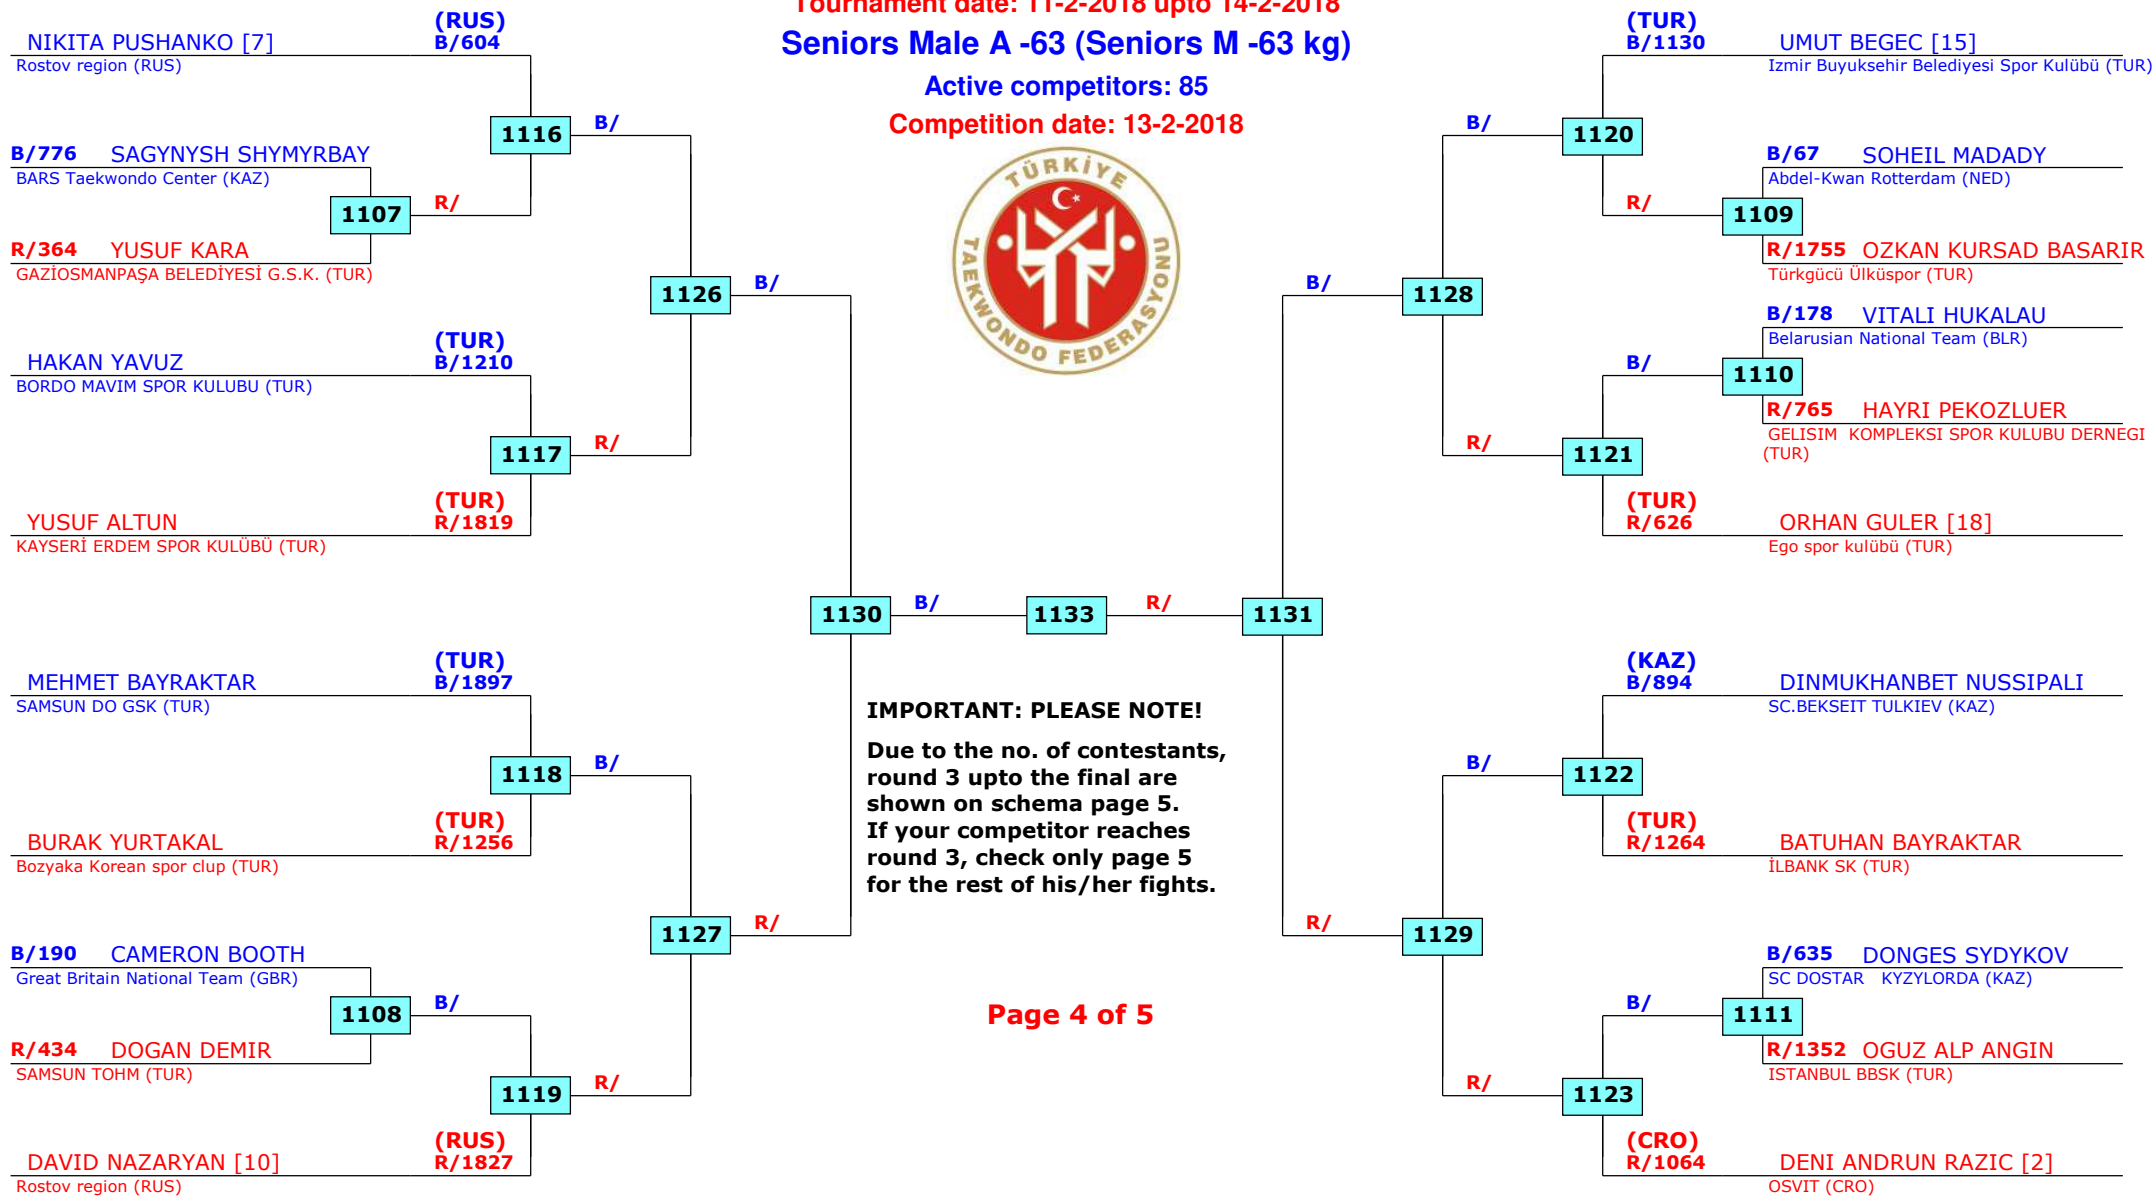 Tournament date: 11-2-2018 upto 14-2-2018
Seniors Male A -63 (Seniors M -63 kg)
Active competitors: 85
Competition date: 13-2-2018
TÜRKİYE
TAEKWONDO FEDERASYONU
(RUS)
NIKITA PUSHANKO [7] B/604
Rostov region (RUS)
1116 B/
B/776 SAGYNYSH SHYMYRBAY
BARS Taekwondo Center (KAZ)
1107 R/
R/364 YUSUF KARA
GAZİOSMANPAŞA BELEDİYESİ G.S.K. (TUR)
1126 B/
(TUR)
HAKAN YAVUZ B/1210
BORDO MAVIM SPOR KULUBU (TUR)
1117 R/
(TUR)
YUSUF ALTUN R/1819
KAYSERİ ERDEM SPOR KULÜBÜ (TUR)
1130 B/ 1133 R/ 1131
(TUR)
MEHMET BAYRAKTAR B/1897
SAMSUN DO GSK (TUR)
1118 B/
(TUR)
BURAK YURTAKAL R/1256
Bozyaka Korean spor clup (TUR)
1127 R/
B/190 CAMERON BOOTH
Great Britain National Team (GBR)
1108 B/
R/434 DOGAN DEMIR
SAMSUN TOHM (TUR)
1119 R/
(RUS)
DAVID NAZARYAN [10] R/1827
Rostov region (RUS)
IMPORTANT: PLEASE NOTE!
Due to the no. of contestants,
round 3 upto the final are
shown on schema page 5.
If your competitor reaches
round 3, check only page 5
for the rest of his/her fights.
Page 4 of 5
(TUR)
B/1130 UMUT BEGEC [15]
Izmir Buyuksehir Belediyesi Spor Kulübü (TUR)
B/ 1120
B/67 SOHEIL MADADY
Abdel-Kwan Rotterdam (NED)
R/ 1109
R/1755 OZKAN KURSAD BASARIR
Türkgücü Ülküspor (TUR)
B/ 1128
B/178 VITALI HUKALAU
Belarusian National Team (BLR)
B/ 1110
R/765 HAYRI PEKOZLUER
GELISIM KOMPLEKSI SPOR KULUBU DERNEGI
(TUR)
R/ 1121
(TUR)
R/626 ORHAN GULER [18]
Ego spor kulübü (TUR)
(KAZ)
B/894 DINMUKHANBET NUSSIPALI
SC.BEKSEIT TULKIEV (KAZ)
B/ 1122
(TUR)
R/1264 BATUHAN BAYRAKTAR
İLBANK SK (TUR)
R/ 1129
B/635 DONGES SYDYKOV
SC DOSTAR KYZYLORDA (KAZ)
B/ 1111
R/1352 OGUZ ALP ANGIN
ISTANBUL BBSK (TUR)
R/ 1123
(CRO)
R/1064 DENI ANDRUN RAZIC [2]
OSVIT (CRO)